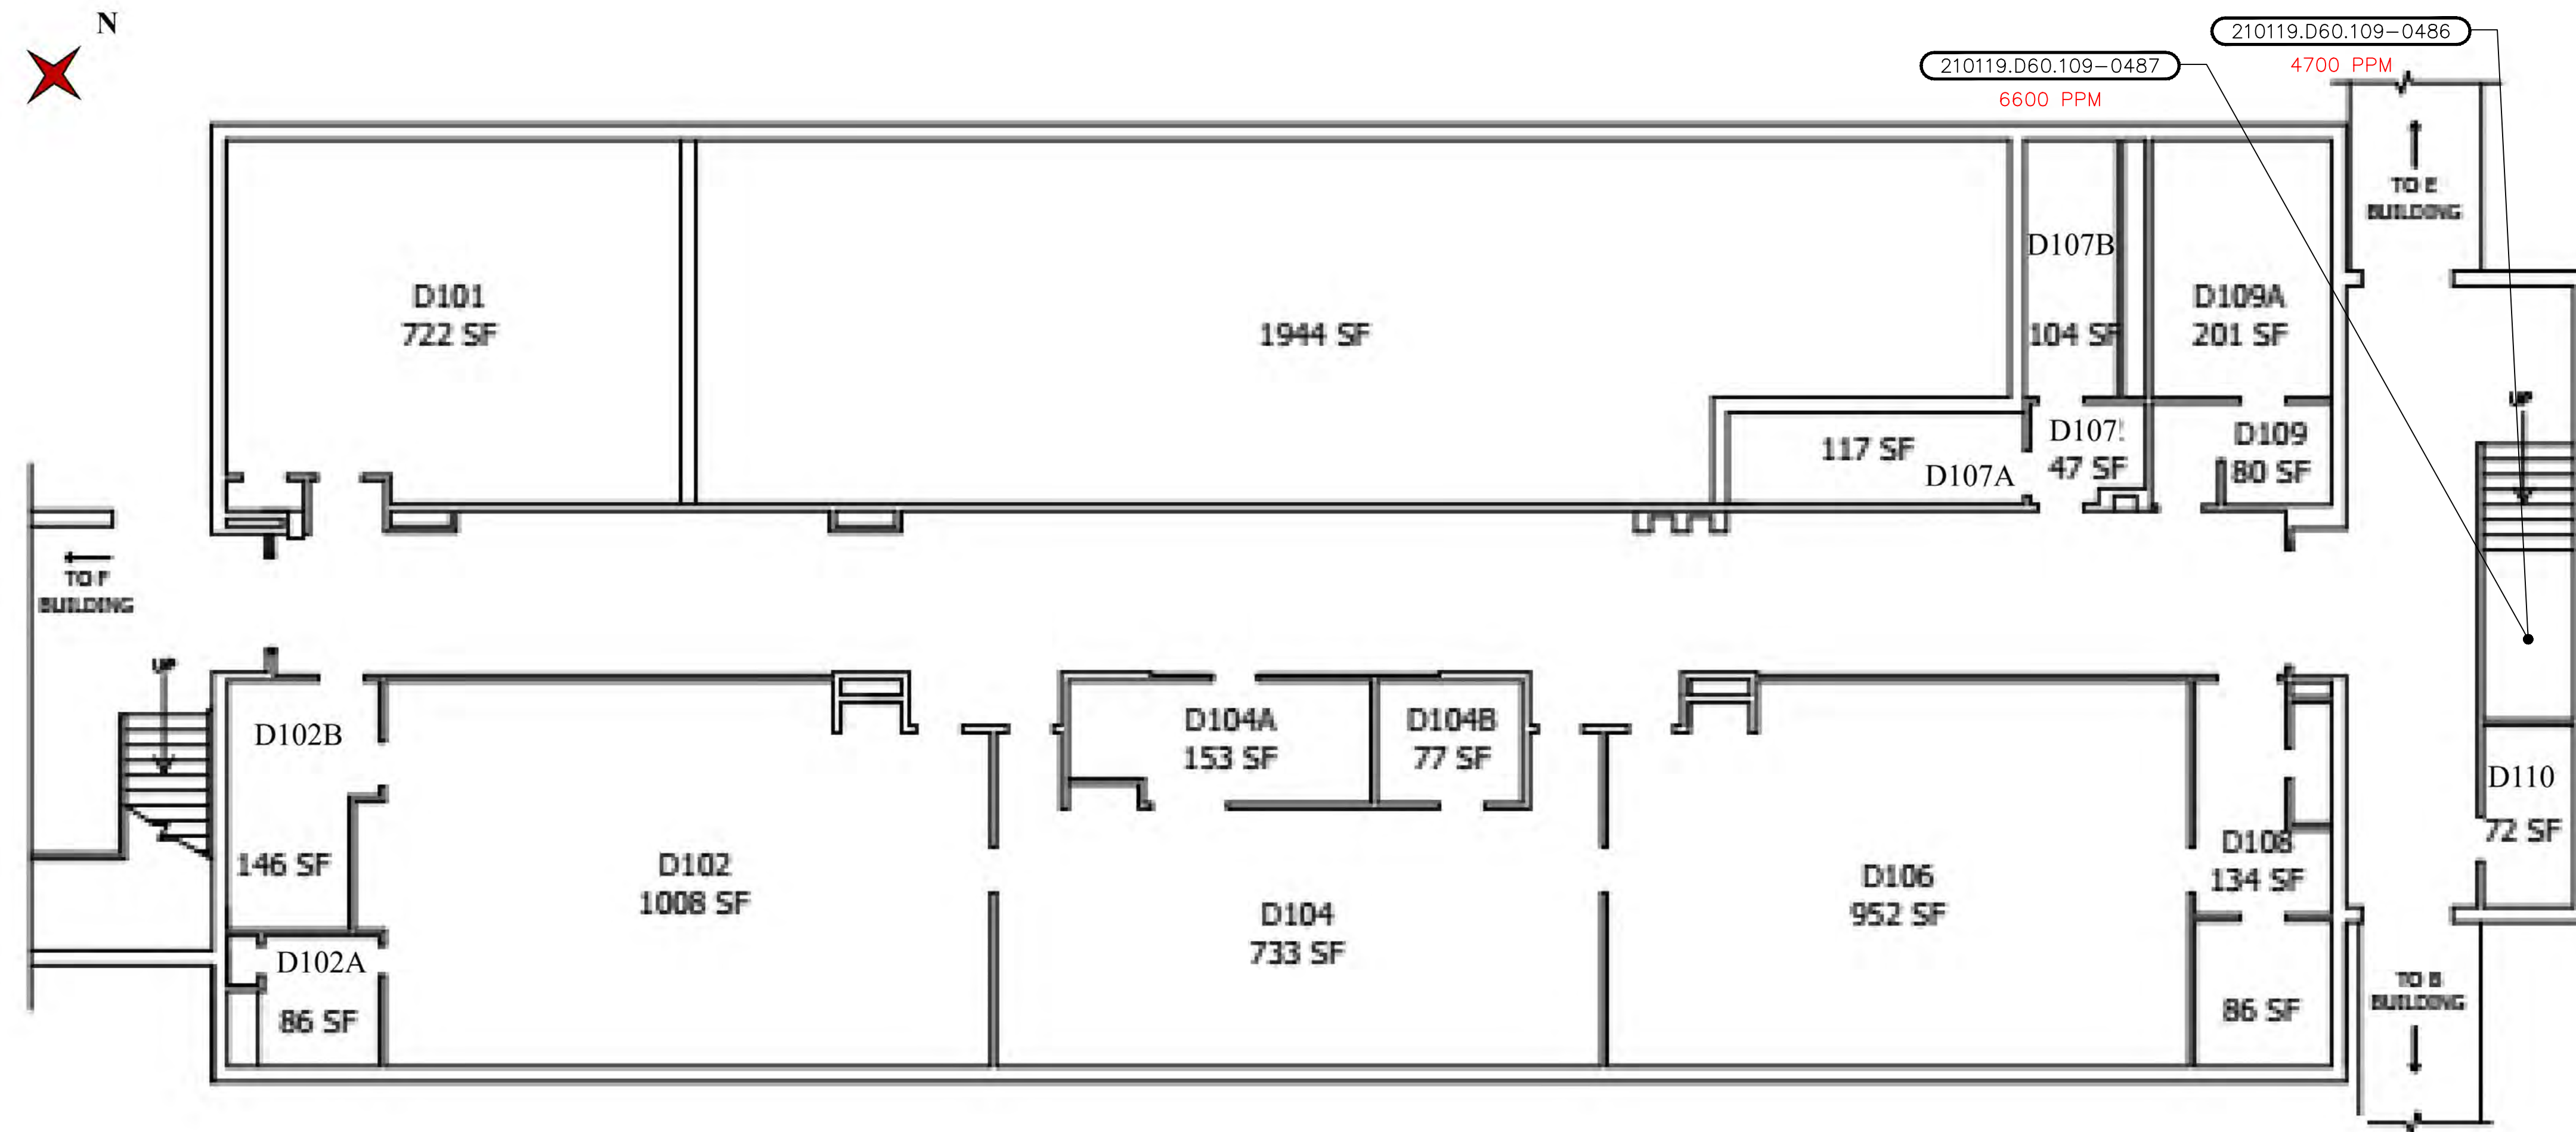 N
210119.D60.109-0486
4700 PPM
210119.D60.109-0487
6600 PPM
TO E
BUILDING
D107B
104 SF
D109A
201 SF
D101
722 SF
1944 SF
UP
117 SF
D107A
D107
47 SF
D109
80 SF
TO F
BUILDING
UP
D102B
146 SF
D104A
153 SF
D104B
77 SF
D110
72 SF
D102
1008 SF
D104
733 SF
D106
952 SF
D108
134 SF
D102A
86 SF
86 SF
TO B
BUILDING